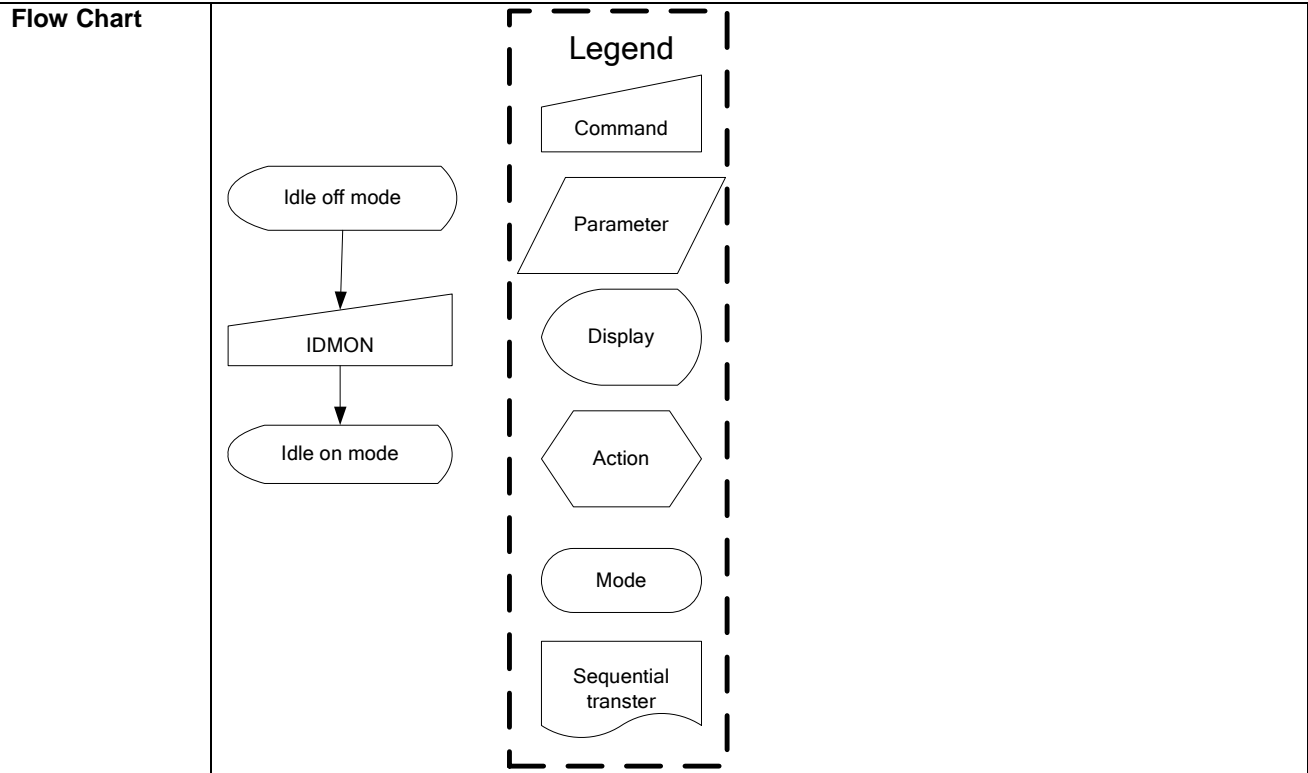 Flow Chart
Idle off mode
IDMON
Idle on mode
Legend
Command
Parameter
Display
Action
Mode
Sequential
transter